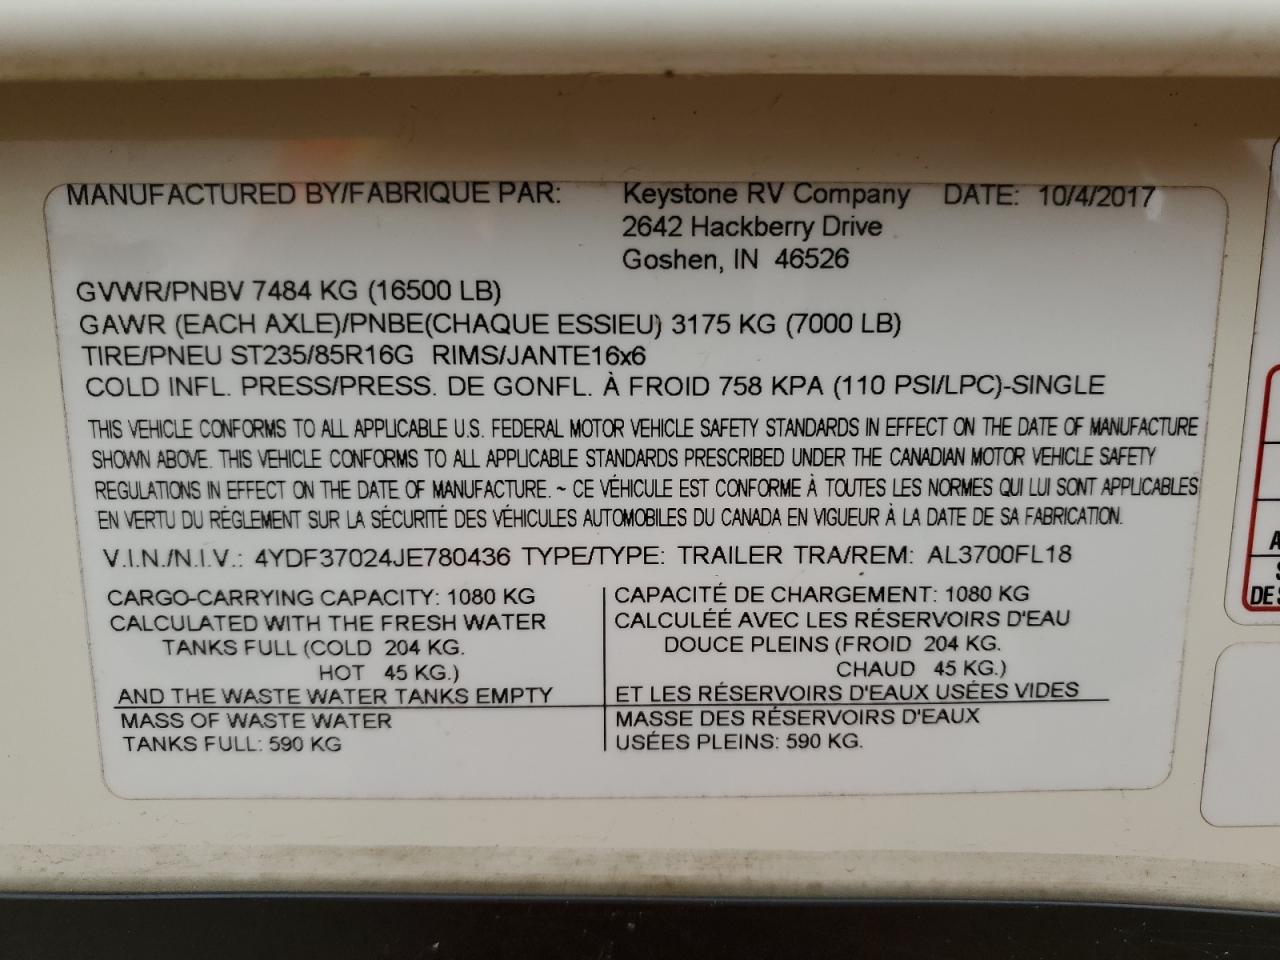 MANUFACTURED BY/FABRIQUE PAR: Keystone RV Company DATE: 10/4/2017
2642 Hackberry Drive
Goshen, IN 46526
GVWR/PNBV 7484 KG (16500 LB)
GAWR (EACH AXLE)/PNBE(CHAQUE ESSIEU) 3175 KG (7000 LB)
TIRE/PNEU ST235/85R16G RIMS/JANTE16x6
COLD INFL. PRESS/PRESS. DE GONFL. À FROID 758 KPA (110 PSI/LPC)-SINGLE
THIS VEHICLE CONFORMS TO ALL APPLICABLE U.S. FEDERAL MOTOR VEHICLE SAFETY STANDARDS IN EFFECT ON THE DATE OF MANUFACTURE
SHOWN ABOVE. THIS VEHICLE CONFORMS TO ALL APPLICABLE STANDARDS PRESCRIBED UNDER THE CANADIAN MOTOR VEHICLE SAFETY
REGULATIONS IN EFFECT ON THE DATE OF MANUFACTURE. ~ CE VÉHICULE EST CONFORME À TOUTES LES NORMES QUI LUI SONT APPLICABLES
EN VERTU DU RÉGLEMENT SUR LA SÉCURITÉ DES VÉHICULES AUTOMOBILES DU CANADA EN VIGUEUR À LA DATE DE SA FABRICATION.
V.I.N./N.I.V.: 4YDF37024JE780436 TYPE/TYPE: TRAILER TRA/REM: AL3700FL18
CARGO-CARRYING CAPACITY: 1080 KG
CALCULATED WITH THE FRESH WATER
TANKS FULL (COLD 204 KG.
HOT 45 KG.)
AND THE WASTE WATER TANKS EMPTY
MASS OF WASTE WATER
TANKS FULL: 590 KG
CAPACITÉ DE CHARGEMENT: 1080 KG
CALCULÉÉ AVEC LES RÉSERVOIRS D'EAU
DOUCE PLEINS (FROID 204 KG.
CHAUD 45 KG.)
ET LES RÉSERVOIRS D'EAUX USÉES VIDES
MASSE DES RÉSERVOIRS D'EAUX
USÉES PLEINS: 590 KG.